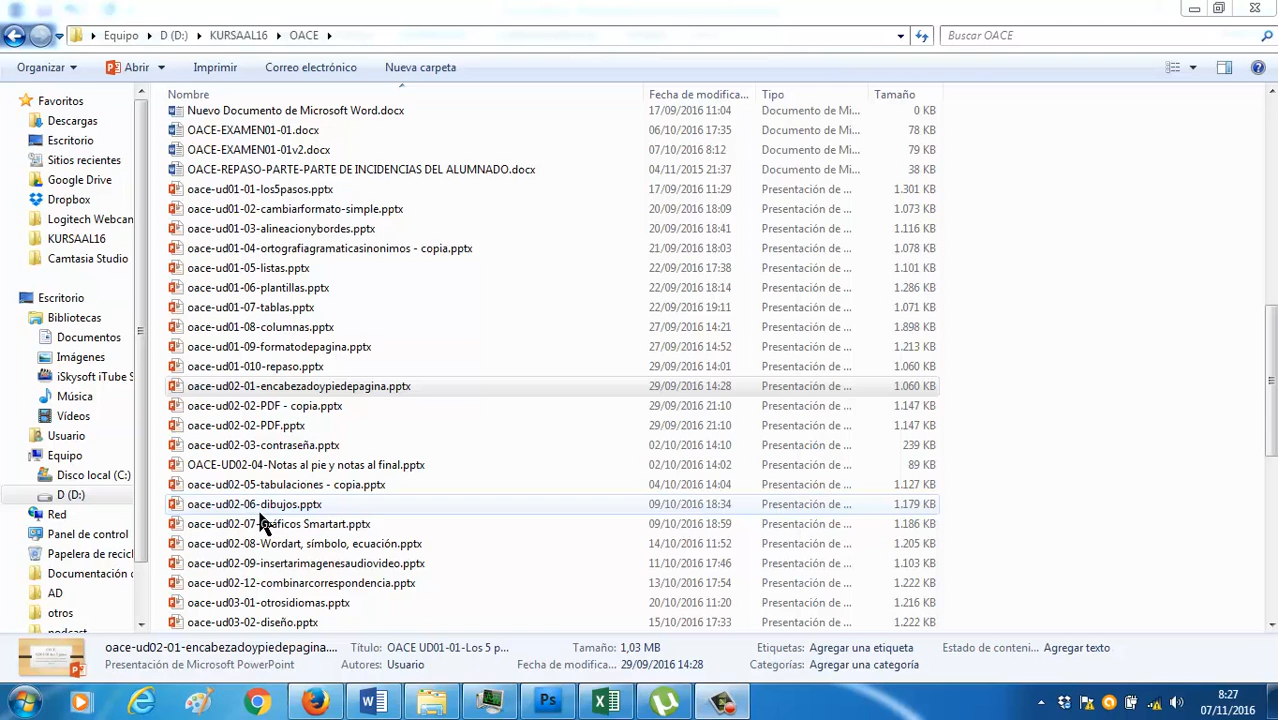 Equipo
D (D:)
KURSAAL16
OACE
Buscar OACE
Organizar
Abrir
Imprimir
Correo electrónico
Nueva carpeta
Nombre Fecha de modifica... Tipo Tamaño
Favoritos
Descargas
Escritorio
Sitios recientes
Google Drive
Dropbox
Logitech Webcan
KURSAAL16
Camtasia Studio
Escritorio
Bibliotecas
Documentos
Imágenes
iSkysoft iTube S
Música
Vídeos
Usuario
Equipo
Disco local (C:)
D (D:)
Red
Panel de control
Papelera de recicl
Documentación
AD
otros
podcast
Nuevo Documento de Microsoft Word.docx 17/09/2016 11:04 Documento de Mi... 0 KB
OACE-EXAMEN01-01.docx 06/10/2016 17:35 Documento de Mi... 78 KB
OACE-EXAMEN01-01v2.docx 07/10/2016 8:12 Documento de Mi... 79 KB
OACE-REPASO-PARTE-PARTE DE INCIDENCIAS DEL ALUMNADO.docx 04/11/2015 21:37 Documento de Mi... 38 KB
oace-ud01-01-los5pasos.pptx 17/09/2016 11:29 Presentación de ... 1.301 KB
oace-ud01-02-cambiarformato-simple.pptx 20/09/2016 18:09 Presentación de ... 1.073 KB
oace-ud01-03-alineacionybordes.pptx 20/09/2016 18:41 Presentación de ... 1.116 KB
oace-ud01-04-ortografiagramaticasinonimos - copia.pptx 21/09/2016 18:03 Presentación de ... 1.078 KB
oace-ud01-05-listas.pptx 22/09/2016 17:38 Presentación de ... 1.101 KB
oace-ud01-06-plantillas.pptx 22/09/2016 18:14 Presentación de ... 1.286 KB
oace-ud01-07-tablas.pptx 22/09/2016 19:11 Presentación de ... 1.071 KB
oace-ud01-08-columnas.pptx 27/09/2016 14:21 Presentación de ... 1.898 KB
oace-ud01-09-formatodepagina.pptx 27/09/2016 14:52 Presentación de ... 1.213 KB
oace-ud01-010-repaso.pptx 29/09/2016 14:01 Presentación de ... 1.060 KB
oace-ud02-01-encabezadoypiedepagina.pptx 29/09/2016 14:28 Presentación de ... 1.060 KB
oace-ud02-02-PDF - copia.pptx 29/09/2016 21:10 Presentación de ... 1.147 KB
oace-ud02-02-PDF.pptx 29/09/2016 21:10 Presentación de ... 1.147 KB
oace-ud02-03-contraseña.pptx 02/10/2016 14:10 Presentación de ... 239 KB
OACE-UD02-04-Notas al pie y notas al final.pptx 02/10/2016 14:02 Presentación de ... 89 KB
oace-ud02-05-tabulaciones - copia.pptx 04/10/2016 14:04 Presentación de ... 1.127 KB
oace-ud02-06-dibujos.pptx 09/10/2016 18:34 Presentación de ... 1.179 KB
oace-ud02-07-Gráficos Smartart.pptx 09/10/2016 18:59 Presentación de ... 1.186 KB
oace-ud02-08-Wordart, símbolo, ecuación.pptx 14/10/2016 11:52 Presentación de ... 1.205 KB
oace-ud02-09-insertarimagenesaudiovideo.pptx 11/10/2016 17:46 Presentación de ... 1.103 KB
oace-ud02-12-combinarcorrespondencia.pptx 13/10/2016 17:54 Presentación de ... 1.222 KB
oace-ud03-01-otrosidiomas.pptx 20/10/2016 11:20 Presentación de ... 1.216 KB
oace-ud03-02-diseño.pptx 15/10/2016 17:33 Presentación de ... 1.222 KB
oace-ud02-01-encabezadoypiedepagina.... Título: OACE UD01-01-Los p... Tamaño: 1,03 MB Etiquetas: Agregar una etiqueta Estado de conteni... Agregar texto
Presentación de Microsoft PowerPoint Autores: Usuario Fecha de modifica... 29/09/2016 14:28 Categorías: Agregar una categoría
8:27
07/11/2016